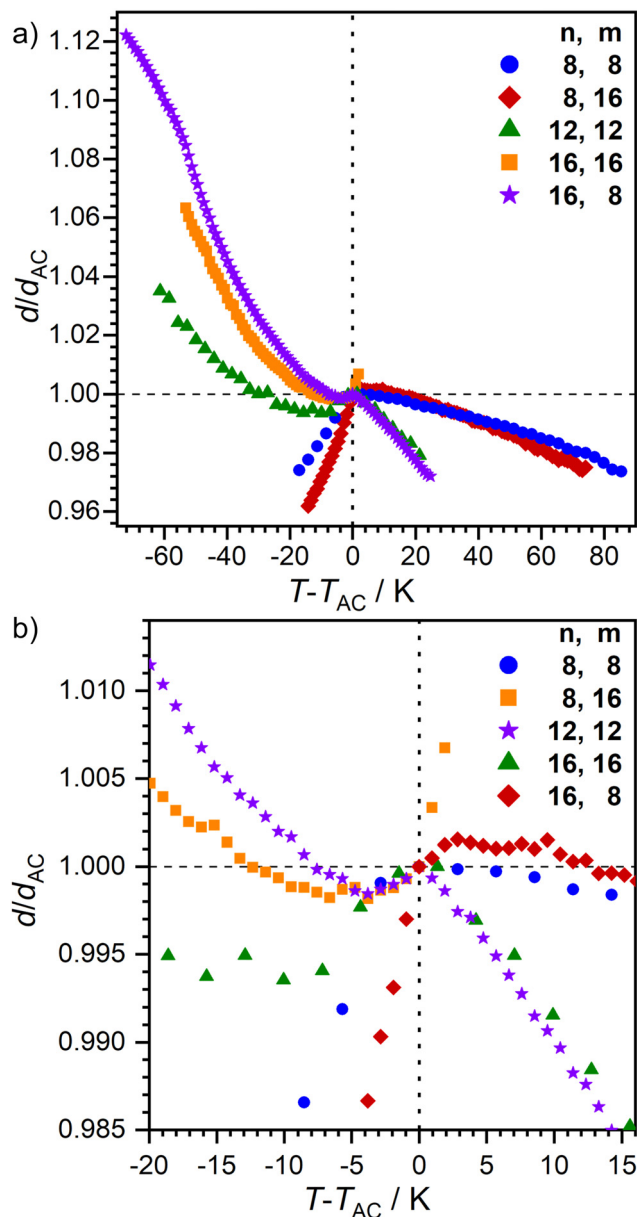 a)
n, m
8, 8
8, 16
12, 12
16, 16
16, 8
1.12
1.10
1.08
1.06
1.04
1.02
1.00
0.98
0.96
d/dAC
-60 -40 -20 0 20 40 60 80
T-TAC / K
b)
n, m
8, 8
8, 16
12, 12
16, 16
16, 8
1.010
1.005
1.000
0.995
0.990
0.985
d/dAC
-20 -15 -10 -5 0 5 10 15
T-TAC / K